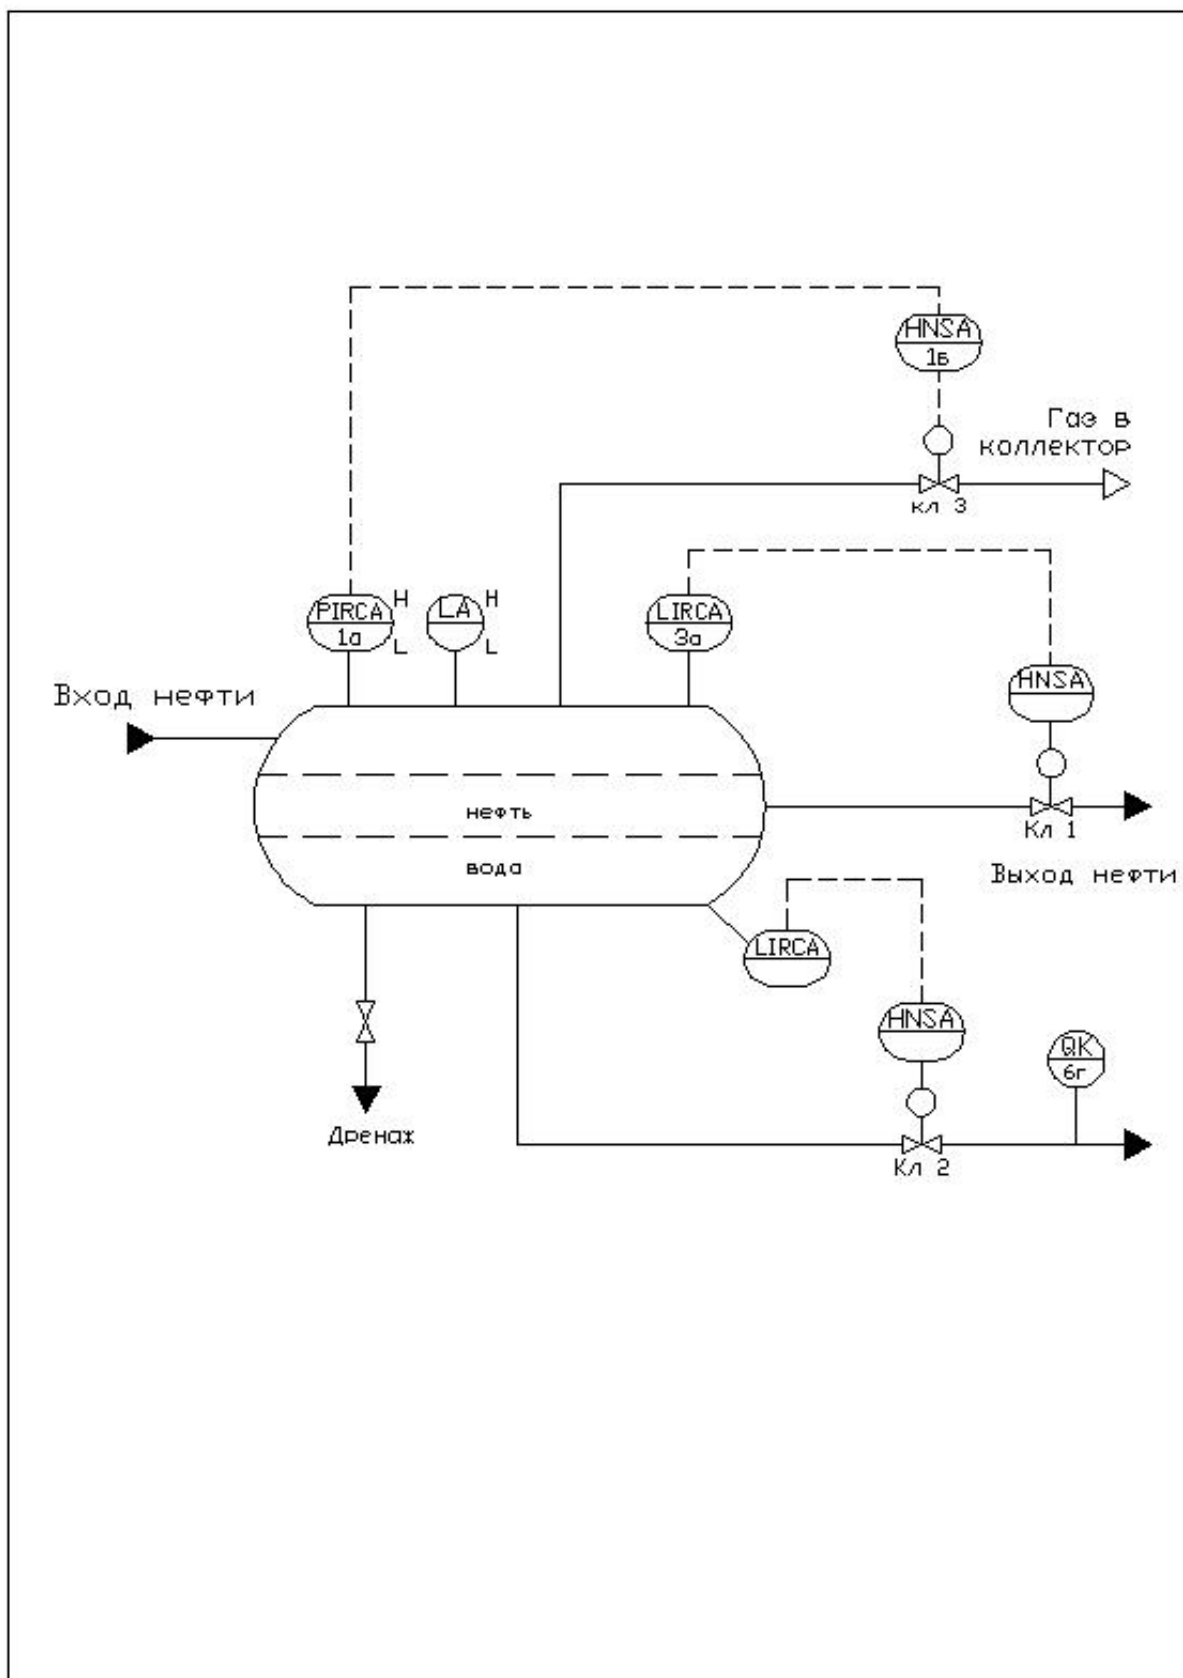 HNSA
1в
Газ в
коллектор
кл 3
PIRCA
1а
H
L
LA
H
L
LIRCA
3а
HNSA
Вход нефти
нефть
вода
Кл 1
Выход нефти
LIRCA
HNSA
QK
6г
Дренаж
Кл 2